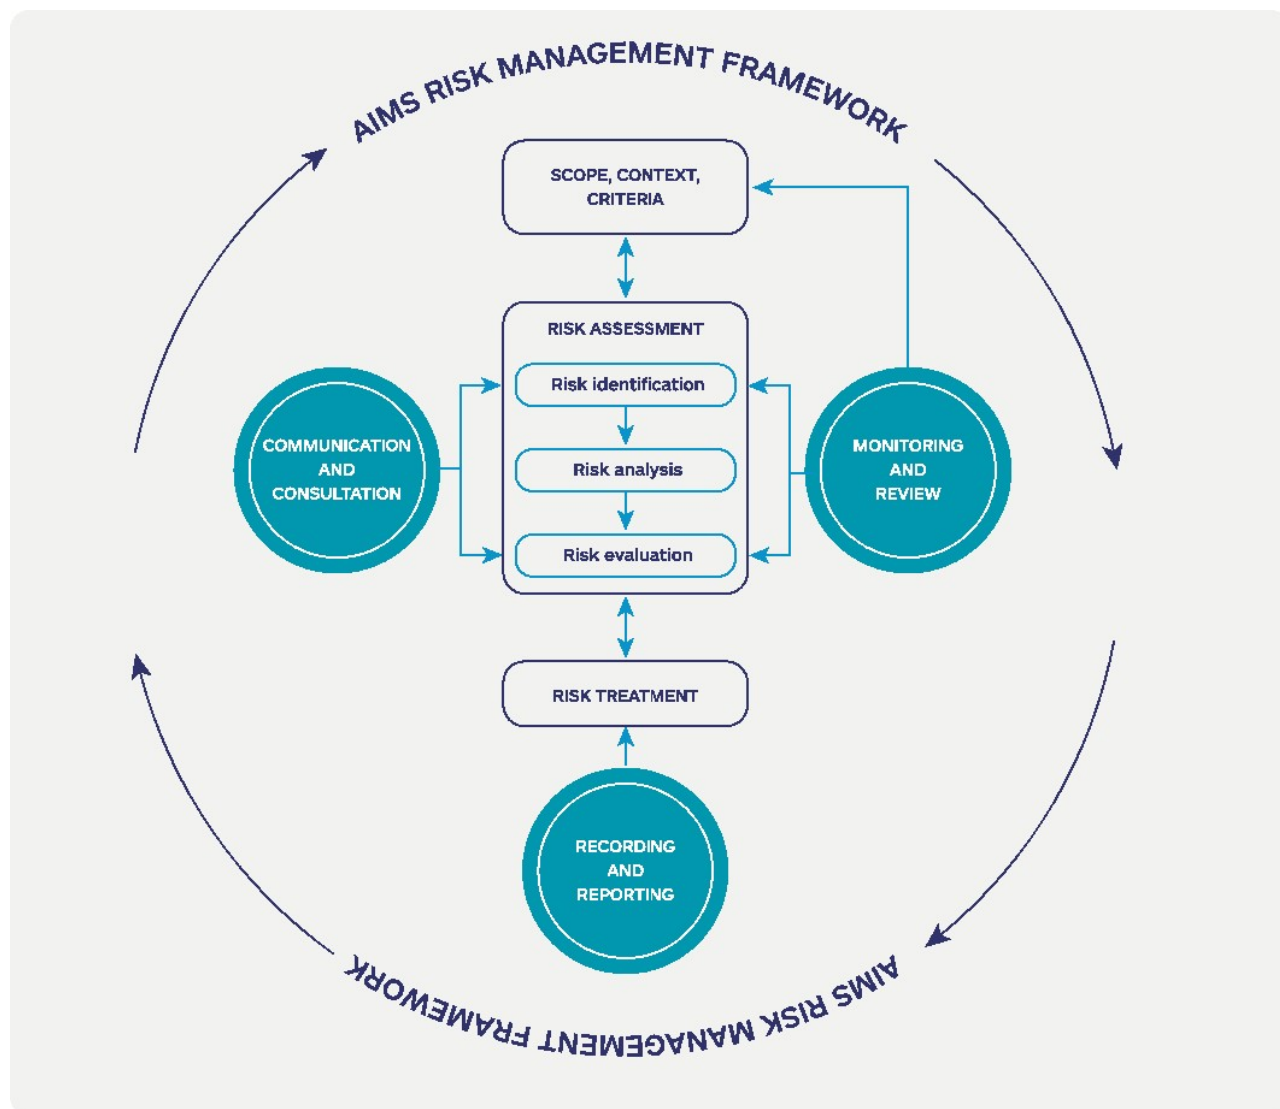 AIMS RISK MANAGEMENT FRAMEWORK
SCOPE, CONTEXT,
CRITERIA
RISK ASSESSMENT
Risk identification
Risk analysis
Risk evaluation
COMMUNICATION
AND
CONSULTATION
MONITORING
AND
REVIEW
RISK TREATMENT
RECORDING
AND
REPORTING
AIMS RISK MANAGEMENT FRAMEWORK